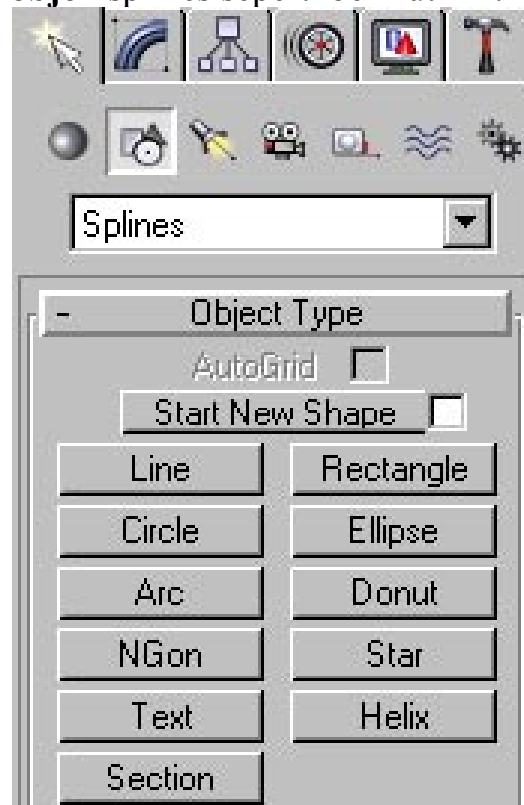 Splines
- Object Type
AutoGrid
Start New Shape
Line Rectangle
Circle Ellipse
Arc Donut
NGon Star
Text Helix
Section